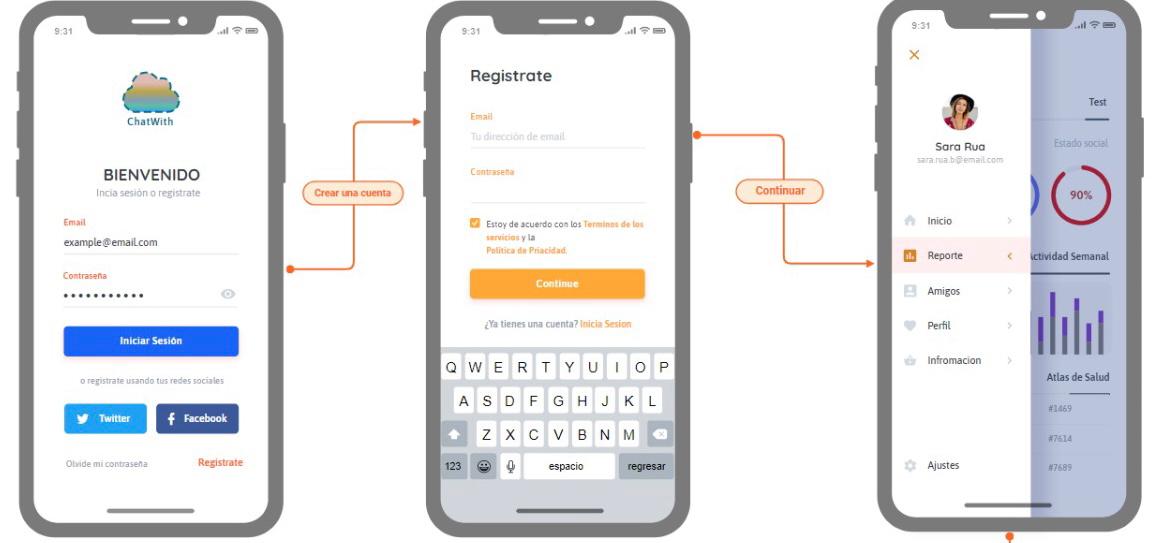 9:31
ChatWith
BIENVENIDO
Incia sesión o registrate
Email
example@email.com
Contraseña
Iniciar Sesión
o registrate usando tus redes sociales
Twitter
Facebook
Olvide mi contraseña
Registrate
Crear una cuenta
9:31
Registrate
Email
Tu dirección de email
Contraseña
Estoy de acuerdo con los Terminos de los
servicios y la
Política de Priacidad.
Continue
¿Ya tienes una cuenta? Inicia Sesion
Q W E R T Y U I O P
A S D F G H J K L
Z X C V B N M
123
espacio
regresar
Continuar
9:31
Sara Rua
sara.rua.b@email.com
Inicio
Reporte
Amigos
Perfil
Infromacion
Ajustes
Test
Estado social
90%
Actividad Semanal
Atlas de Salud
#1469
#7614
#7689